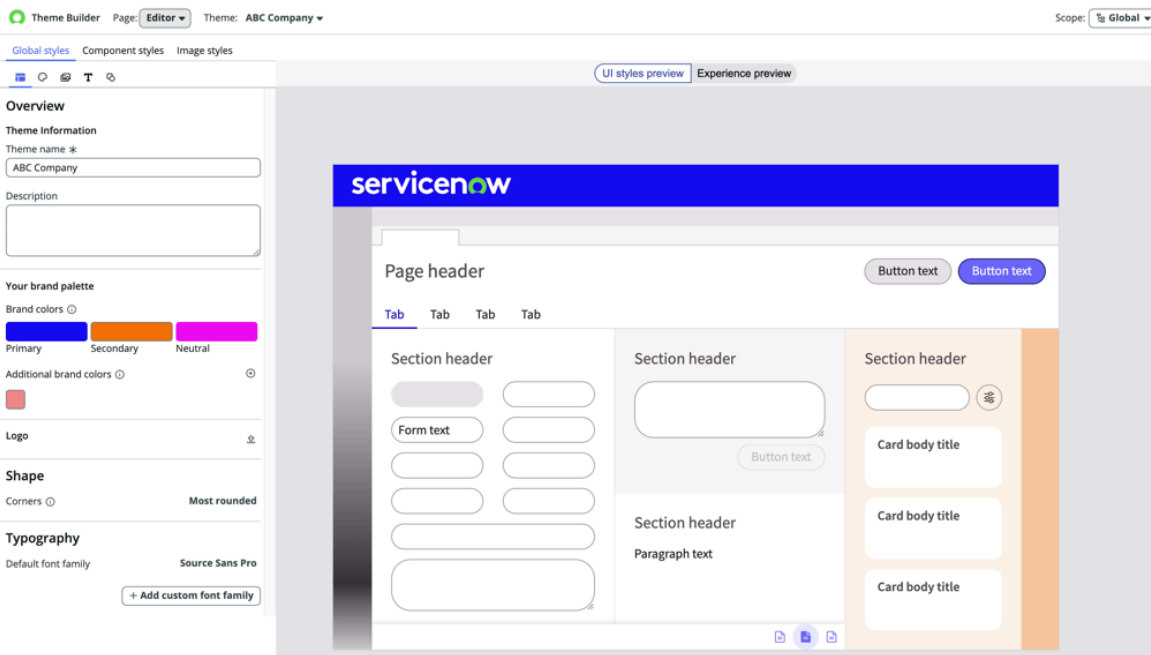 Theme Builder Page: Editor Theme: ABC Company Scope: Global
Global styles Component styles Image styles
UI styles preview Experience preview
T
Overview
Theme Information
Theme name *
ABC Company
Description
Your brand palette
Brand colors
Primary Secondary Neutral
Additional brand colors
Logo
Shape
Corners Most rounded
Typography
Default font family Source Sans Pro
+ Add custom font family
servicenow
Page header Button text Button text
Tab Tab Tab Tab
Section header Section header Section header
Form text
Card body title
Button text
Card body title
Section header
Paragraph text
Card body title